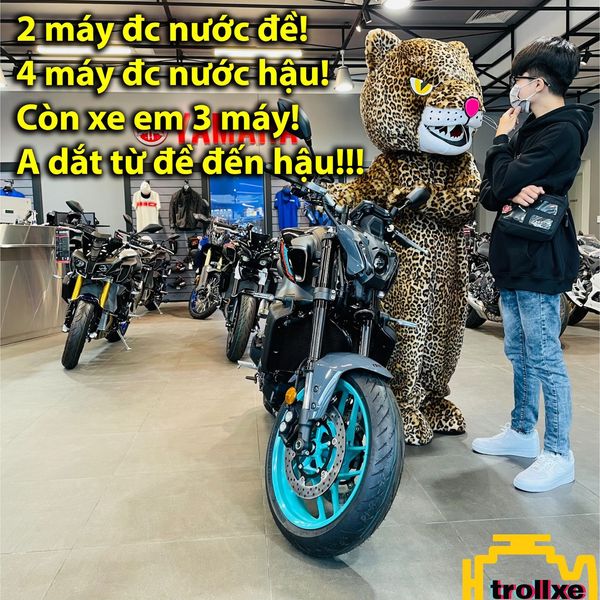 2 máy đc nước đề!
4 máy đc nước hậu!
Còn xe em 3 máy!
YAMAHA
A dắt từ đề đến hậu!!!
trollxe